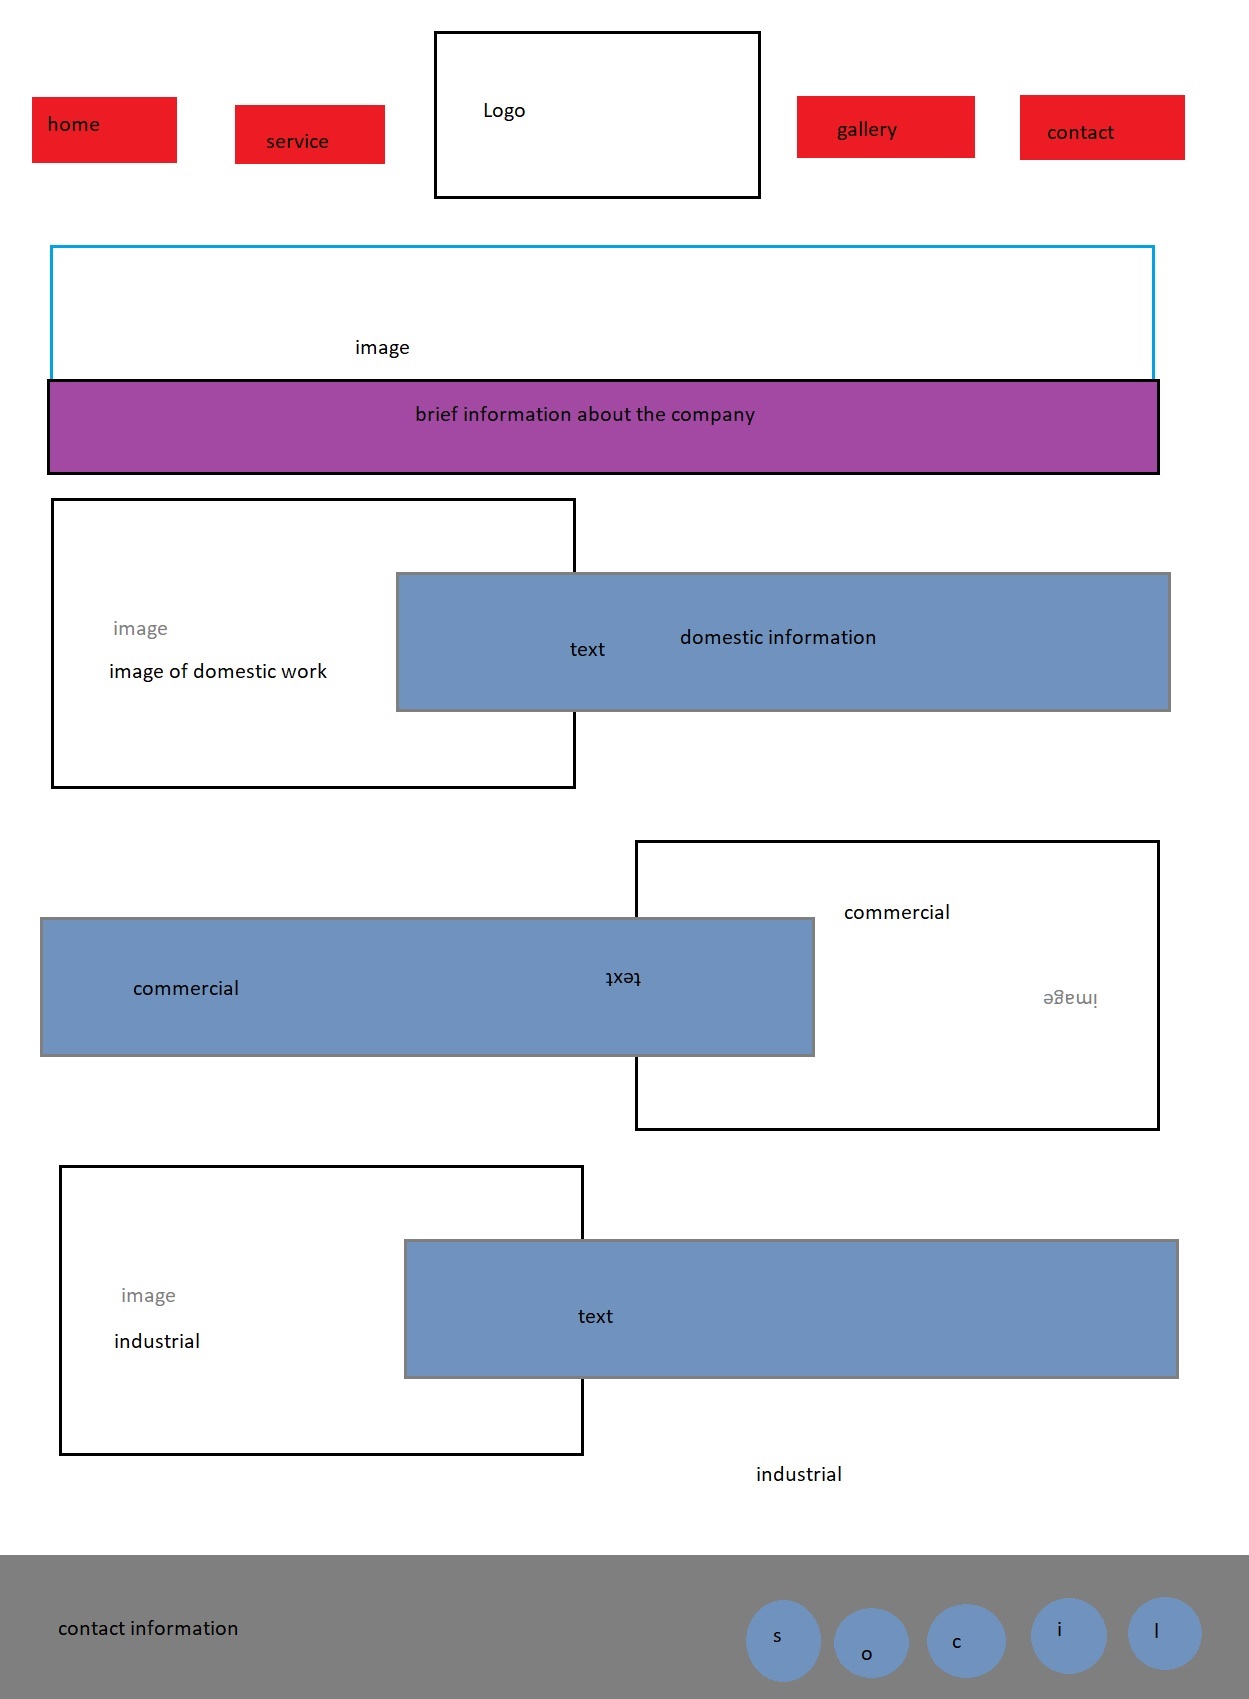 home
service
Logo
gallery
contact
image
brief information about the company
image
image of domestic work
text
domestic information
commercial
commercial
text
image
image
industrial
text
industrial
contact information
s
o
c
i
l